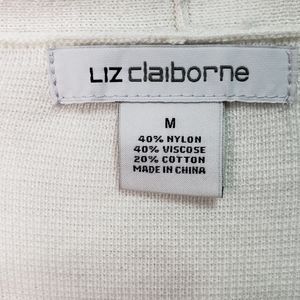 LIZ claiborne
M
40% NYLON
40% VISCOSE
20% COTTON
MADE IN CHINA